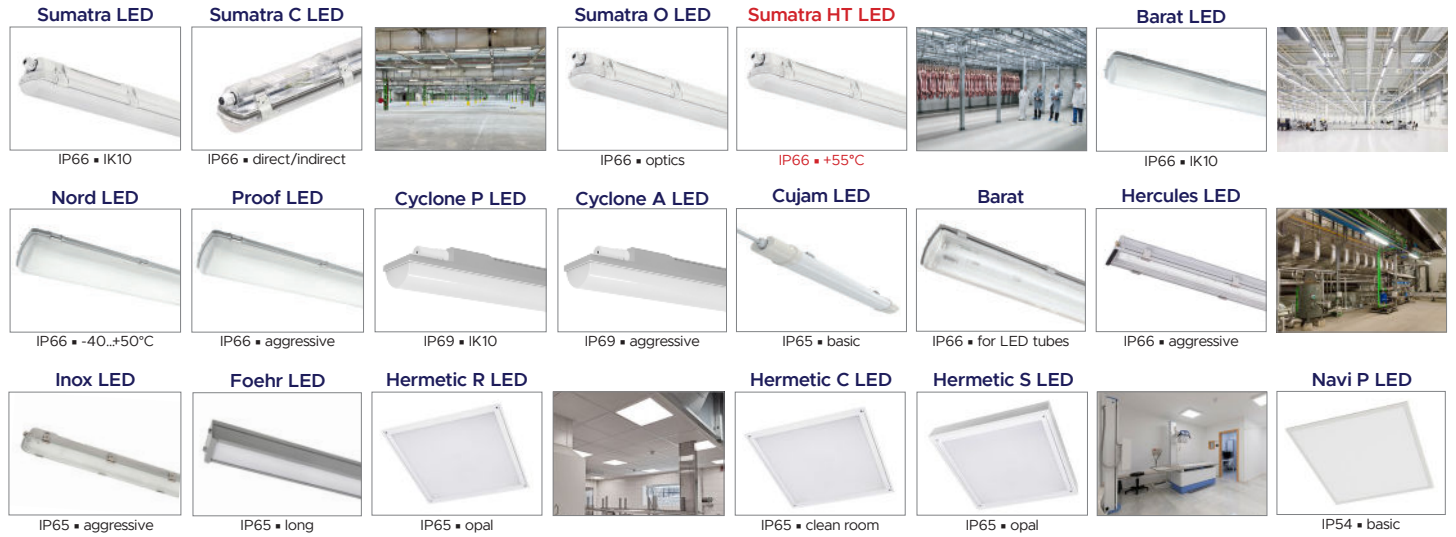 Sumatra LED
Sumatra C LED
Sumatra O LED
Sumatra HT LED
Barat LED
IP66 ▪ IK10
IP66 ▪ direct/indirect
IP66 ▪ optics
IP66 ▪ +55°C
IP66 ▪ IK10
Nord LED
Proof LED
Cyclone P LED
Cyclone A LED
Cujam LED
Barat
Hercules LED
IP66 ▪ -40..+50°C
IP66 ▪ aggressive
IP69 ▪ IK10
IP69 ▪ aggressive
IP65 ▪ basic
IP66 ▪ for LED tubes
IP66 ▪ aggressive
Inox LED
Foehr LED
Hermetic R LED
Hermetic C LED
Hermetic S LED
Navi P LED
IP65 ▪ aggressive
IP65 ▪ long
IP65 ▪ opal
IP65 ▪ clean room
IP65 ▪ opal
IP54 ▪ basic